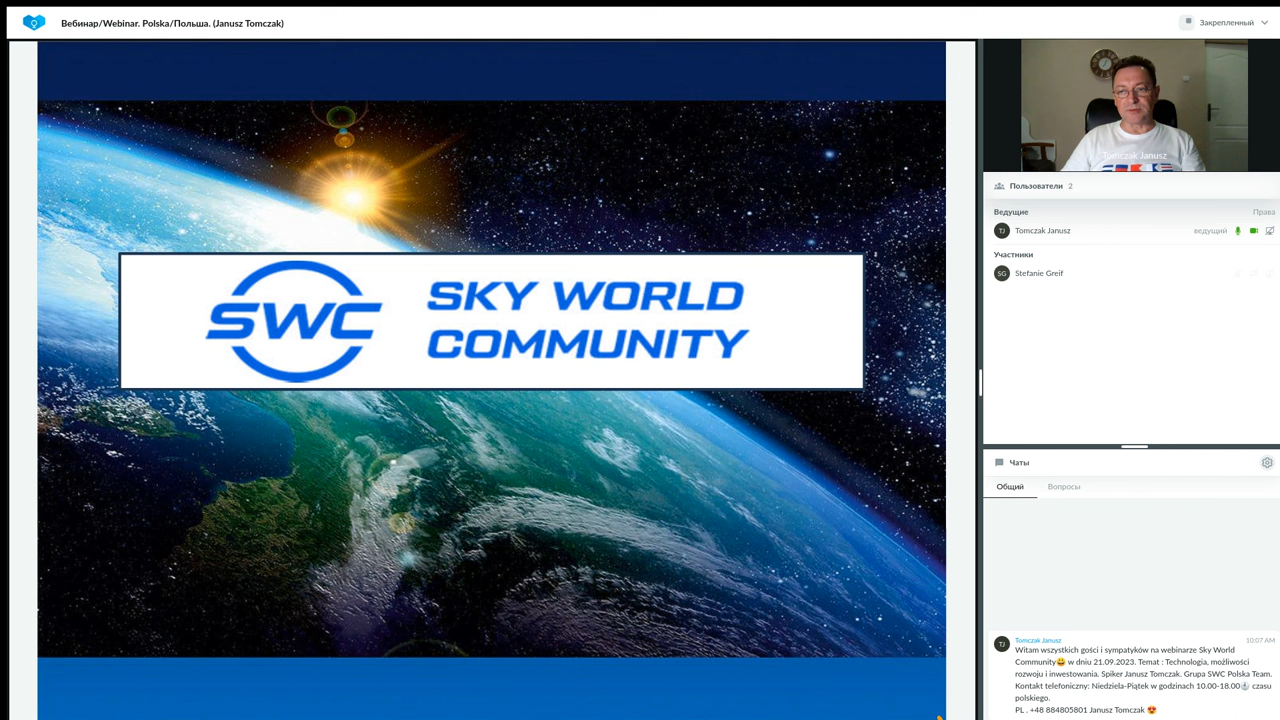 Вебинар/Webinar. Polska/Польша. (Janusz Tomczak)
Закрепленный
SWC
SKY WORLD
COMMUNITY
Tomczak Janusz
Пользователи 2
Ведущие Права
TJ Tomczak Janusz ведущий
Участники
SG Stefanie Greif
Чаты
Общий Вопросы
TJ Tomczak Janusz 10:07 AM
Witam wszystkich gości i sympatyków na webinarze Sky World
Community😀 w dniu 21.09.2023. Temat : Technologia, możliwości
rozwoju i inwestowania. Spiker Janusz Tomczak. Grupa SWC Polska Team.
Kontakt telefoniczny: Niedziela-Piątek w godzinach 10.00-18.00 czasu
polskiego.
PL . +48 884805801 Janusz Tomczak 😍